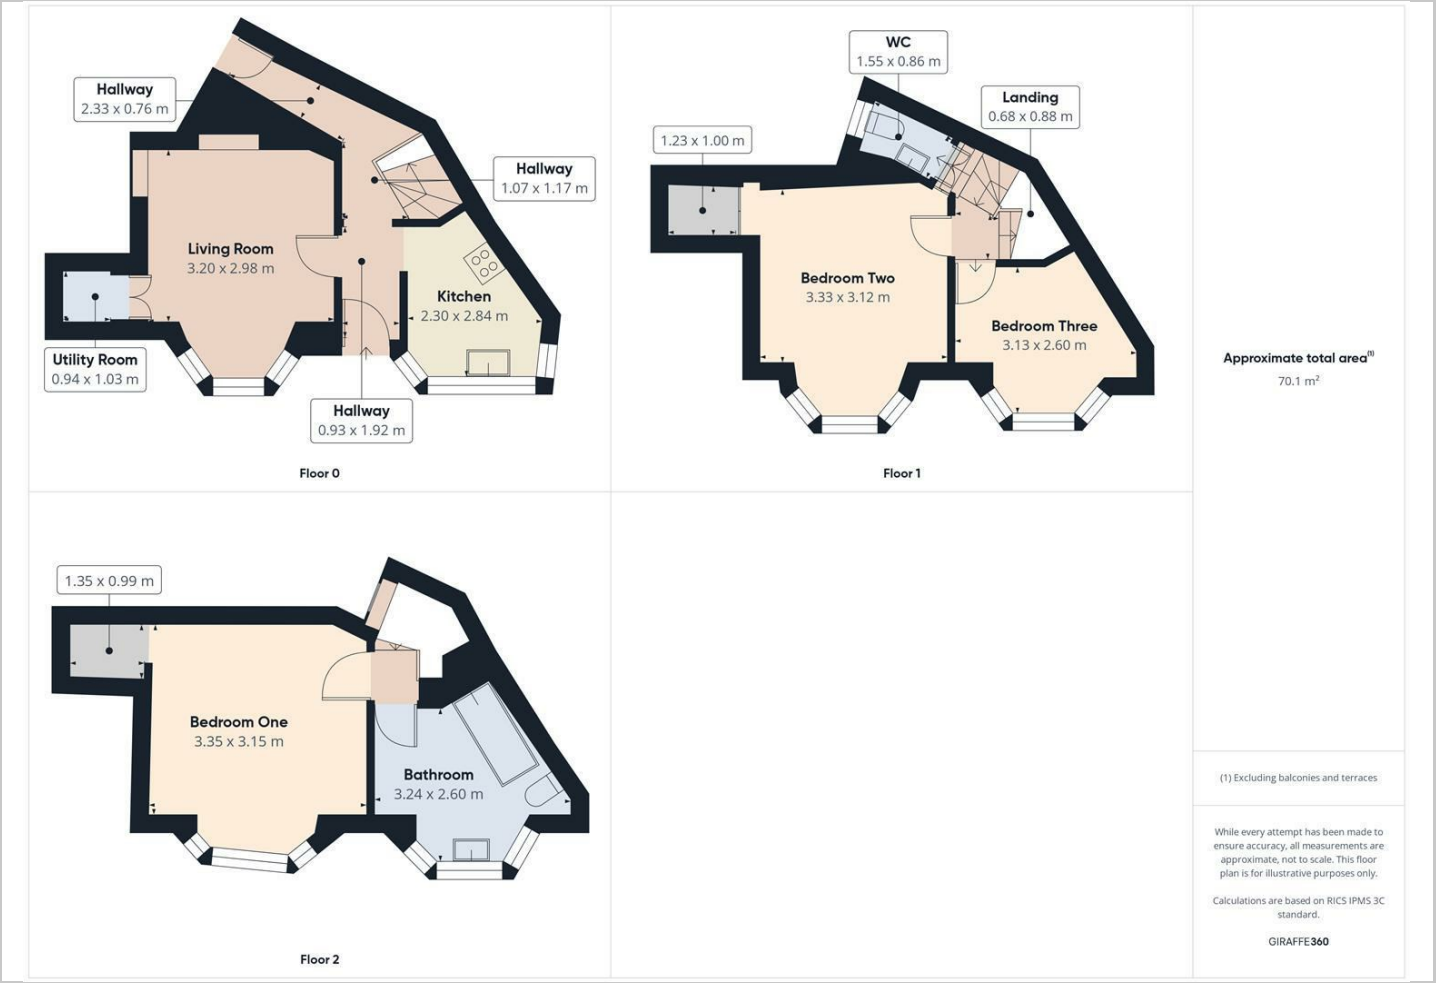 Hallway
2.33 x 0.76 m
Hallway
1.07 x 1.17 m
Living Room
3.20 x 2.98 m
Kitchen
2.30 x 2.84 m
Utility Room
0.94 x 1.03 m
Hallway
0.93 x 1.92 m
Floor 0
WC
1.55 x 0.86 m
Landing
0.68 x 0.88 m
1.23 x 1.00 m
Bedroom Two
3.33 x 3.12 m
Bedroom Three
3.13 x 2.60 m
Floor 1
1.35 x 0.99 m
Bedroom One
3.35 x 3.15 m
Bathroom
3.24 x 2.60 m
Floor 2
Approximate total area(1)
70.1 m²
(1) Excluding balconies and terraces
While every attempt has been made to
ensure accuracy, all measurements are
approximate, not to scale. This floor
plan is for illustrative purposes only.
Calculations are based on RICS IPMS 3C
standard.
GIRAFFE360